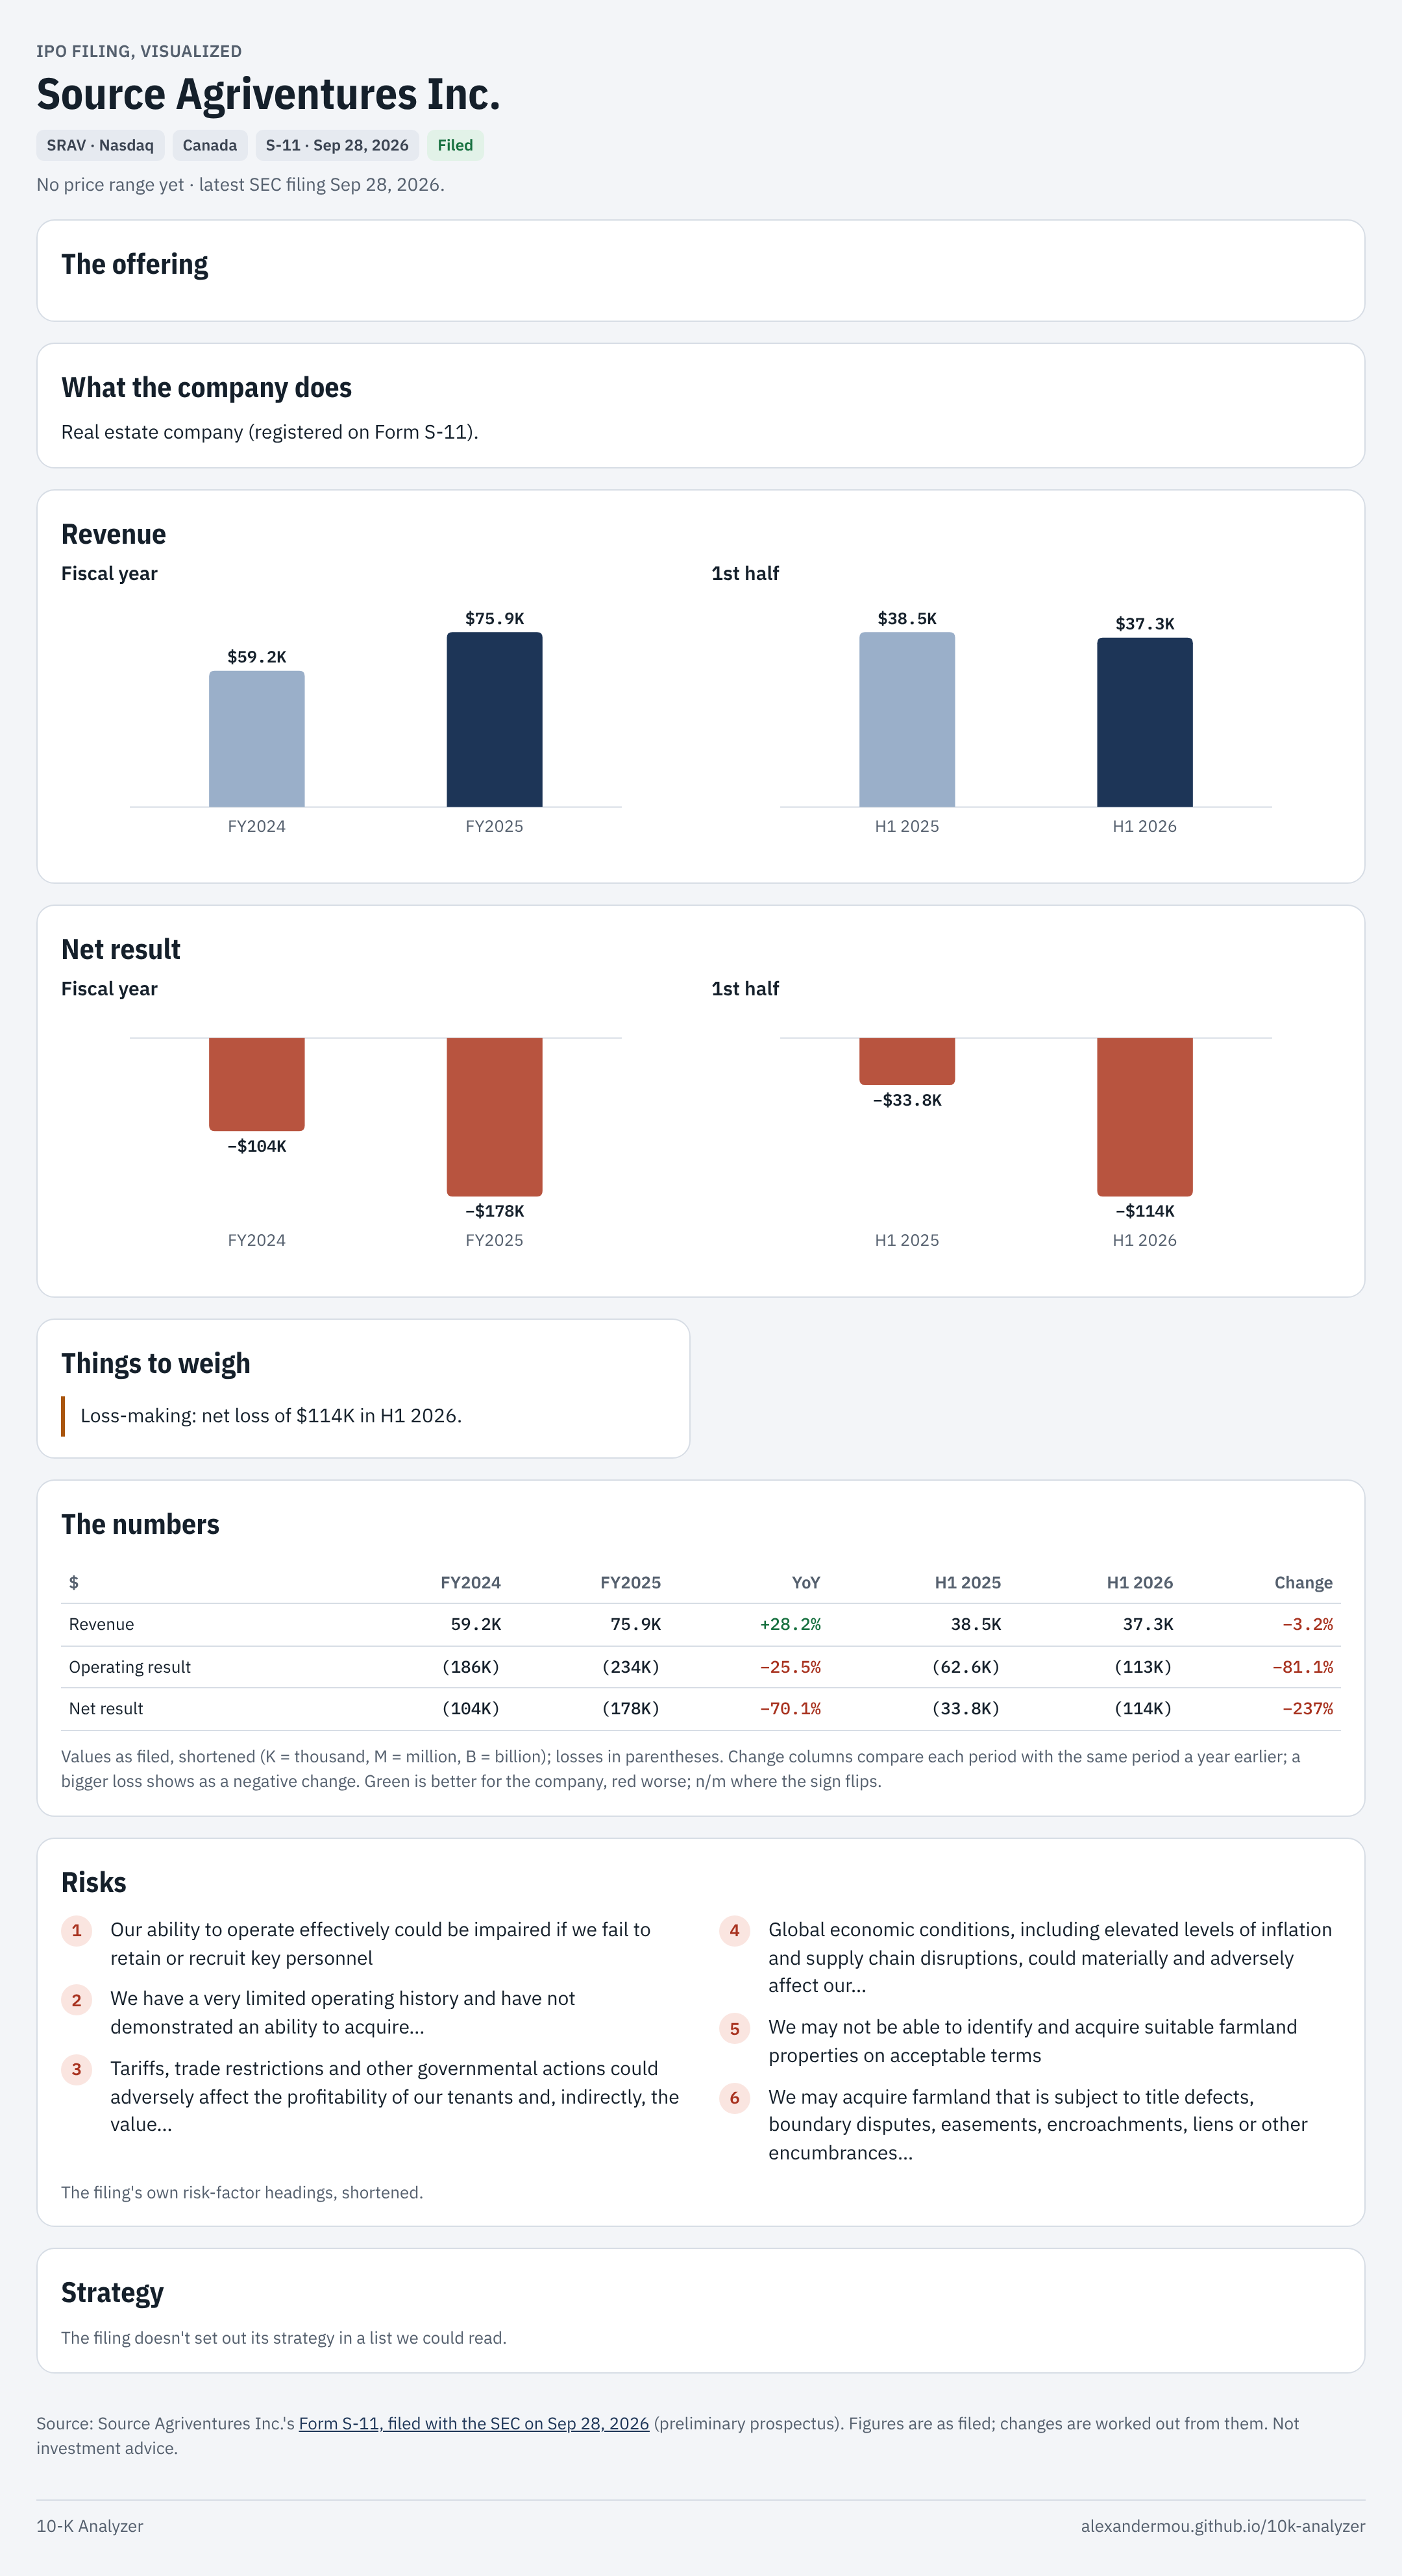 IPO FILING, VISUALIZED
Source Agriventures Inc.
SRAV · Nasdaq
Canada
S-11 · Sep 28, 2026
Filed
No price range yet · latest SEC filing Sep 28, 2026.
The offering
What the company does
Real estate company (registered on Form S-11).
Revenue
Fiscal year
$59.2K
$75.9K
FY2024
FY2025
1st half
$38.5K
$37.3K
H1 2025
H1 2026
Net result
Fiscal year
−$104K
−$178K
FY2024
FY2025
1st half
−$33.8K
−$114K
H1 2025
H1 2026
Things to weigh
Loss-making: net loss of $114K in H1 2026.
The numbers
$ FY2024 FY2025 YoY H1 2025 H1 2026 Change
Revenue 59.2K 75.9K +28.2% 38.5K 37.3K −3.2%
Operating result (186K) (234K) −25.5% (62.6K) (113K) −81.1%
Net result (104K) (178K) −70.1% (33.8K) (114K) −237%
Values as filed, shortened (K = thousand, M = million, B = billion); losses in parentheses. Change columns compare each period with the same period a year earlier; a
bigger loss shows as a negative change. Green is better for the company, red worse; n/m where the sign flips.
Risks
1 Our ability to operate effectively could be impaired if we fail to
retain or recruit key personnel
2 We have a very limited operating history and have not
demonstrated an ability to acquire…
3 Tariffs, trade restrictions and other governmental actions could
adversely affect the profitability of our tenants and, indirectly, the
value…
4 Global economic conditions, including elevated levels of inflation
and supply chain disruptions, could materially and adversely
affect our…
5 We may not be able to identify and acquire suitable farmland
properties on acceptable terms
6 We may acquire farmland that is subject to title defects,
boundary disputes, easements, encroachments, liens or other
encumbrances…
The filing's own risk-factor headings, shortened.
Strategy
The filing doesn't set out its strategy in a list we could read.
Source: Source Agriventures Inc.'s Form S-11, filed with the SEC on Sep 28, 2026 (preliminary prospectus). Figures are as filed; changes are worked out from them. Not
investment advice.
10-K Analyzer
alexandermou.github.io/10k-analyzer